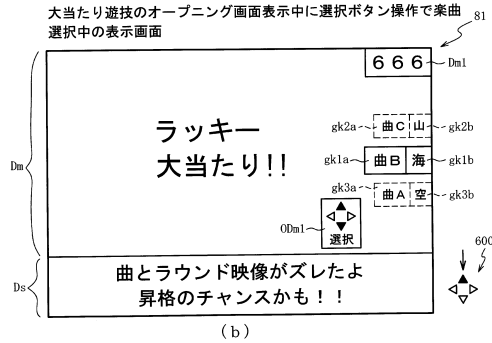 大当たり遊技のオープニング画面表示中に選択ボタン操作で楽曲
選択中の表示画面
81
666
Dm1
gk2a
曲C
山
gk2b
Dm
ラッキー
大当たり!!
gk1a
曲B
海
gk1b
gk3a
曲A
空
gk3b
ODm1
選択
600
Ds
曲とラウンド映像がズレたよ
昇格のチャンスかも!!
(b)